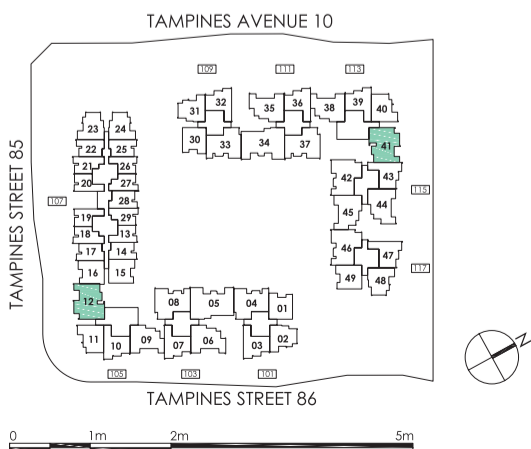 TAMPINES AVENUE 10
109 111 113
31 32 35 36 38 39 40
30 33 34 37 41
TAMPINES STREET 85
23 24
22 25
21 26
20 27
107
28
19 29
18 13
17 14
16 15
12
42 43
115
45 44
46 47
117
49 48
08 05 04 01
11 10 09 07 06 03 02
105 103 101
TAMPINES STREET 86
N
0 1m 2m 5m